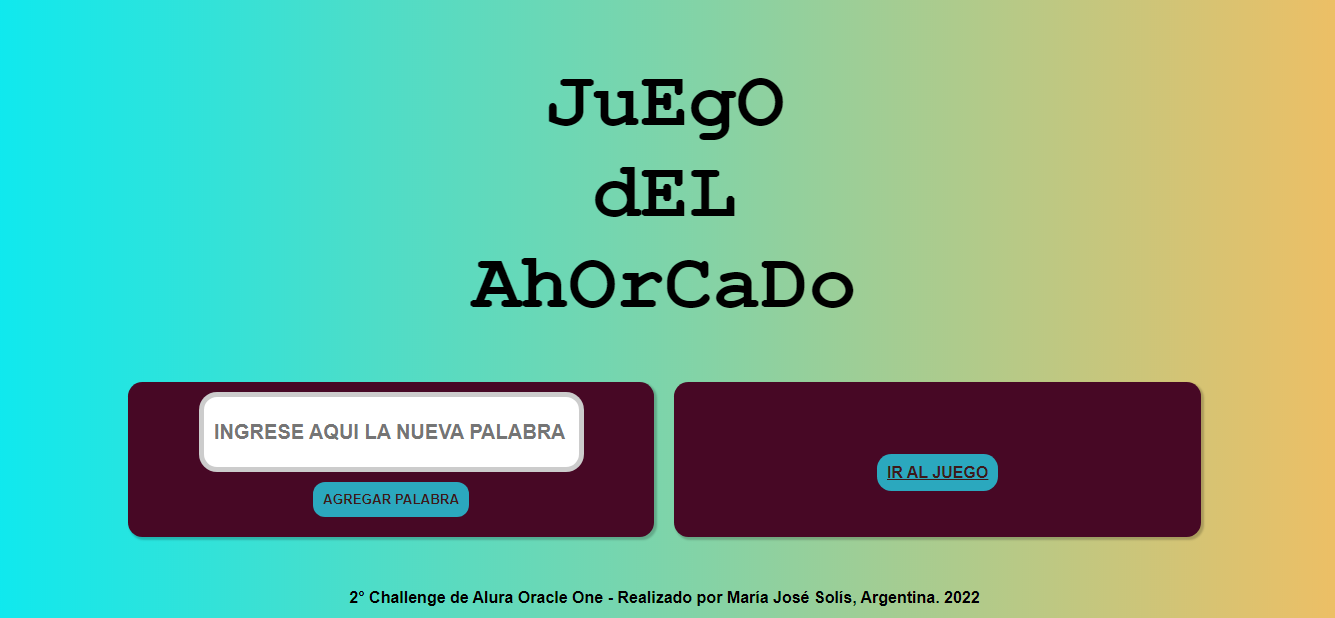 JuEgO
dEL
AhOrCaDo
INGRESE AQUI LA NUEVA PALABRA
AGREGAR PALABRA
IR AL JUEGO
2° Challenge de Alura Oracle One - Realizado por María José Solís, Argentina. 2022